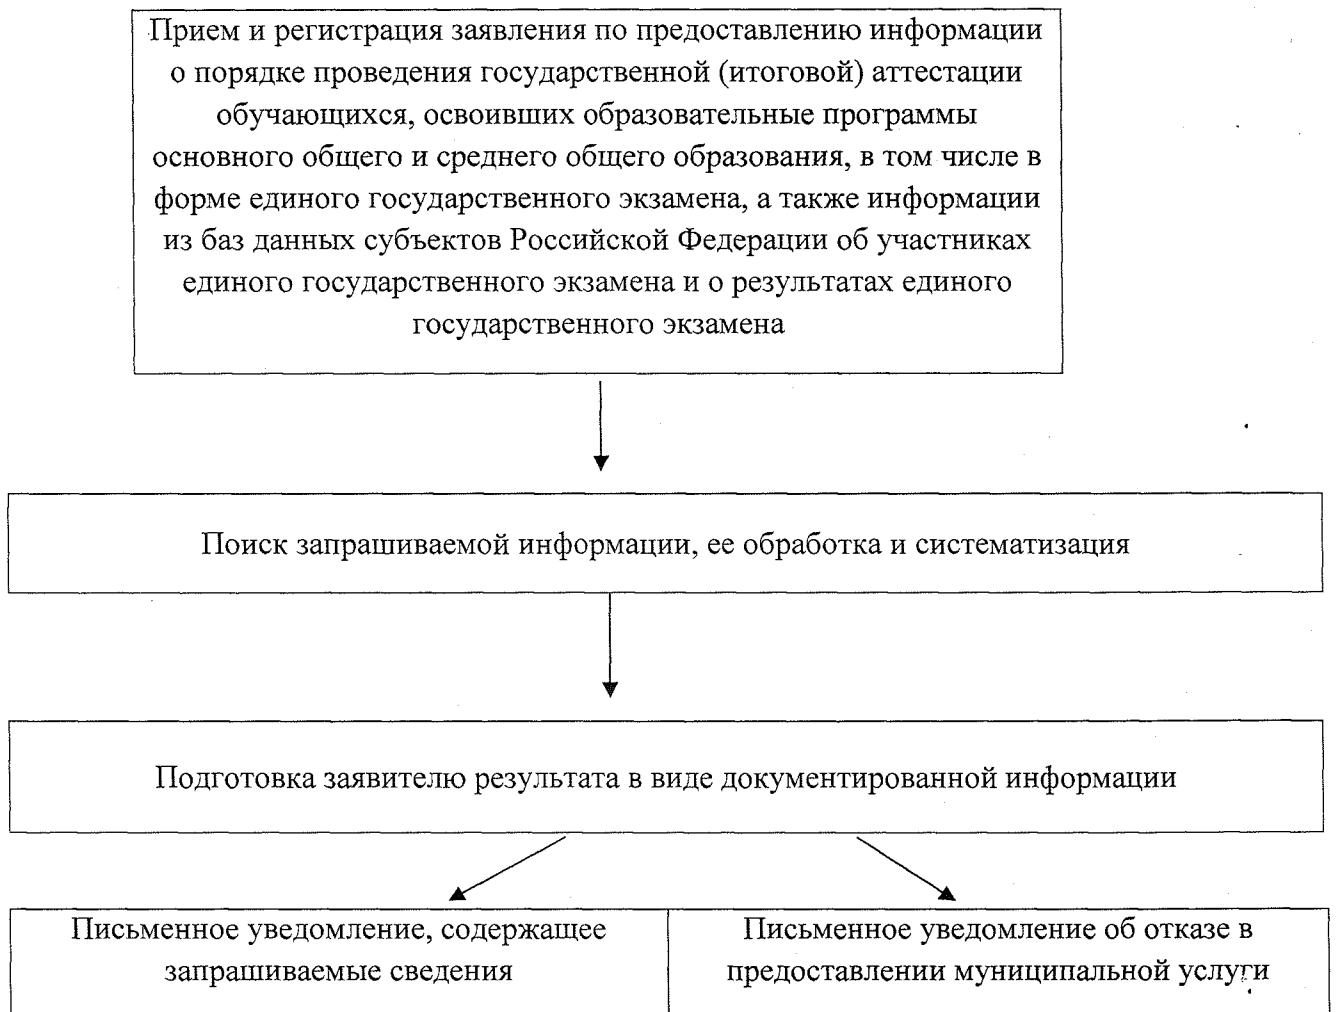 Прием и регистрация заявления по предоставлению информации
о порядке проведения государственной (итоговой) аттестации
обучающихся, освоивших образовательные программы
основного общего и среднего общего образования, в том числе в
форме единого государственного экзамена, а также информации
из баз данных субъектов Российской Федерации об участниках
единого государственного экзамена и о результатах единого
государственного экзамена
Поиск запрашиваемой информации, ее обработка и систематизация
Подготовка заявителю результата в виде документированной информации
Письменное уведомление, содержащее
запрашиваемые сведения
Письменное уведомление об отказе в
предоставлении муниципальной услуги